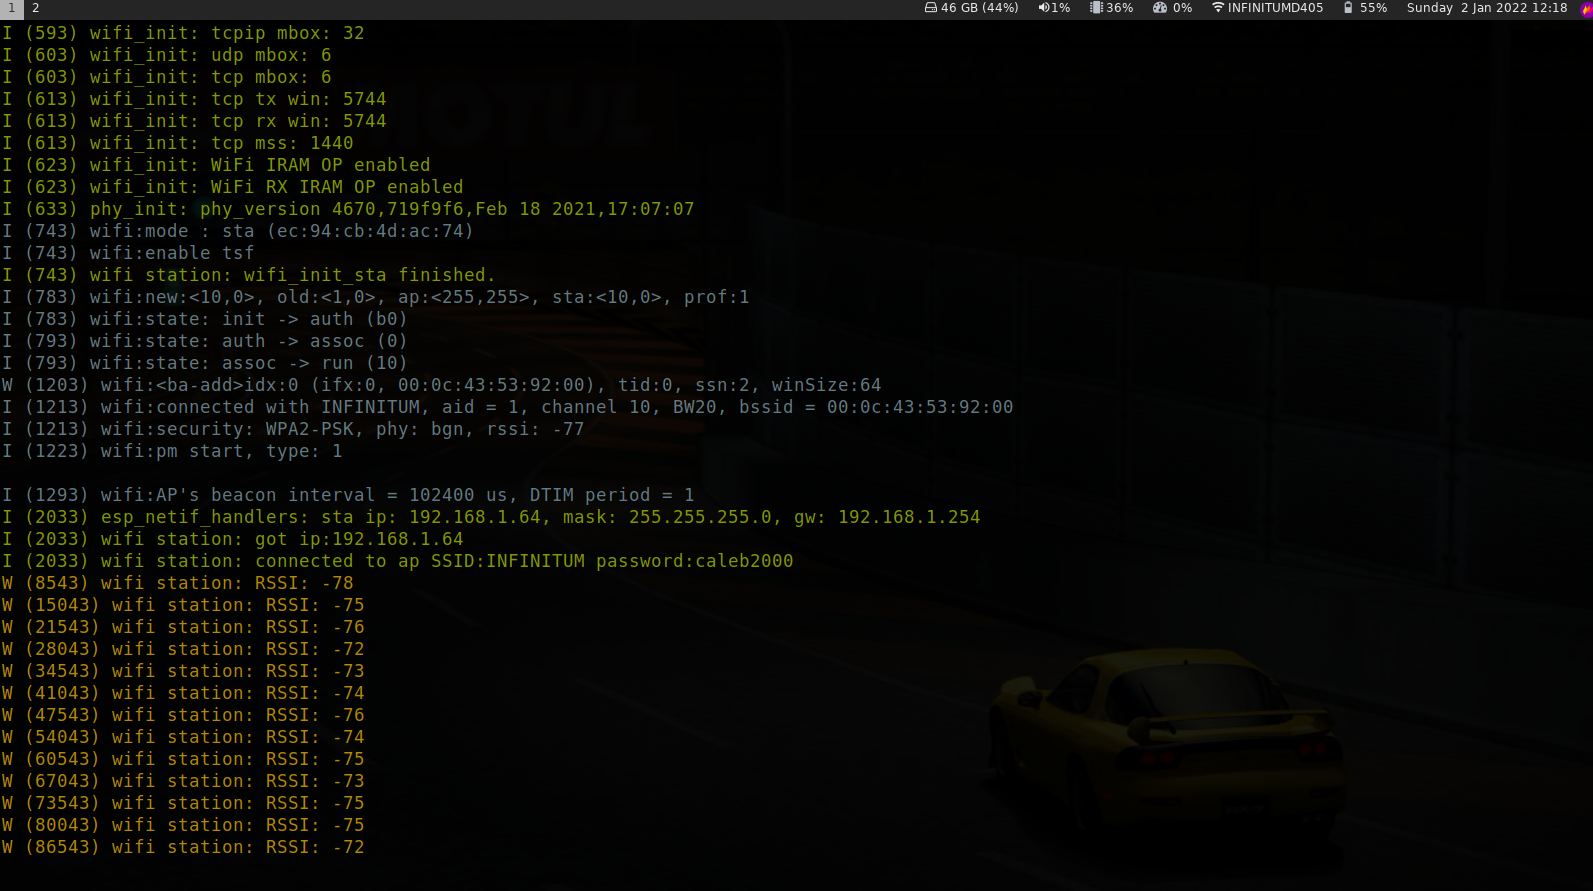 1 2 46 GB (44%) 1% 36% 0% INFINITUMD405 55% Sunday 2 Jan 2022 12:18
I (593) wifi_init: tcpip mbox: 32
I (603) wifi_init: udp mbox: 6
I (603) wifi_init: tcp mbox: 6
I (613) wifi_init: tcp tx win: 5744
I (613) wifi_init: tcp rx win: 5744
I (613) wifi_init: tcp mss: 1440
I (623) wifi_init: WiFi IRAM OP enabled
I (623) wifi_init: WiFi RX IRAM OP enabled
I (633) phy_init: phy_version 4670,719f9f6,Feb 18 2021,17:07:07
I (743) wifi:mode : sta (ec:94:cb:4d:ac:74)
I (743) wifi:enable tsf
I (743) wifi station: wifi_init_sta finished.
I (783) wifi:new:<10,0>, old:<1,0>, ap:<255,255>, sta:<10,0>, prof:1
I (783) wifi:state: init -> auth (b0)
I (793) wifi:state: auth -> assoc (0)
I (793) wifi:state: assoc -> run (10)
W (1203) wifi:<ba-add>idx:0 (ifx:0, 00:0c:43:53:92:00), tid:0, ssn:2, winSize:64
I (1213) wifi:connected with INFINITUM, aid = 1, channel 10, BW20, bssid = 00:0c:43:53:92:00
I (1213) wifi:security: WPA2-PSK, phy: bgn, rssi: -77
I (1223) wifi:pm start, type: 1
I (1293) wifi:AP's beacon interval = 102400 us, DTIM period = 1
I (2033) esp_netif_handlers: sta ip: 192.168.1.64, mask: 255.255.255.0, gw: 192.168.1.254
I (2033) wifi station: got ip:192.168.1.64
I (2033) wifi station: connected to ap SSID:INFINITUM password:caleb2000
W (8543) wifi station: RSSI: -78
W (15043) wifi station: RSSI: -75
W (21543) wifi station: RSSI: -76
W (28043) wifi station: RSSI: -72
W (34543) wifi station: RSSI: -73
W (41043) wifi station: RSSI: -74
W (47543) wifi station: RSSI: -76
W (54043) wifi station: RSSI: -74
W (60543) wifi station: RSSI: -75
W (67043) wifi station: RSSI: -73
W (73543) wifi station: RSSI: -75
W (80043) wifi station: RSSI: -75
W (86543) wifi station: RSSI: -72
MOTUL